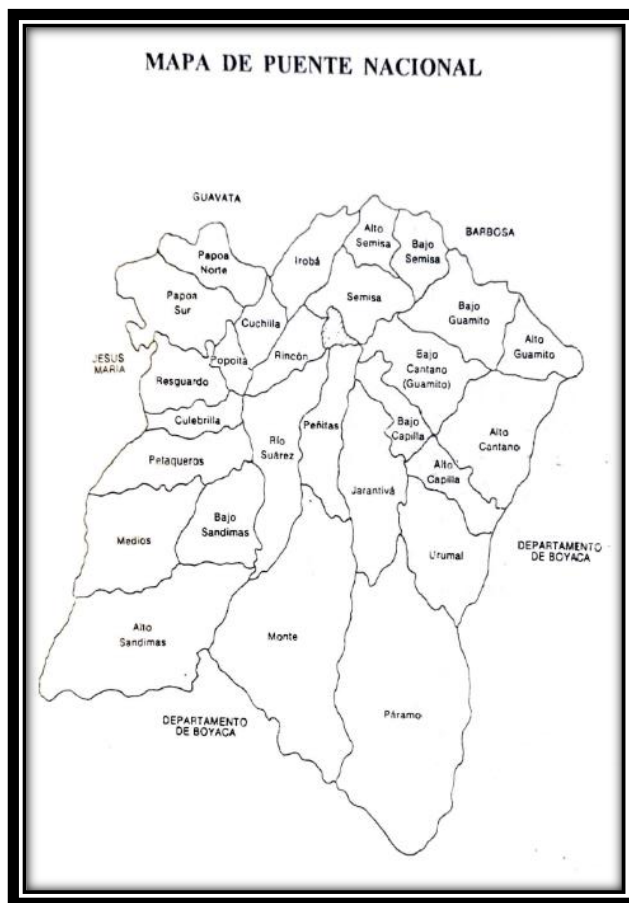 MAPA DE PUENTE NACIONAL
GUAVATA
Alto
Semisa
Bajo
Semisa
BARBOSA
Papoa
Norte
Irobá
Papoa
Sur
Semisa
Bajo
Guamito
Cuchilla
Alto
Guamito
JESUS
MARIA
Popoitá
Rincón
Bajo
Cantano
(Guamito)
Resguardo
Culebrilla
Río
Suárez
Peñitas
Bajo
Capilla
Alto
Cantano
Petaqueros
Alto
Capilla
Jarantivá
Medios
Bajo
Sandimas
Urumal
DEPARTAMENTO
DE BOYACA
Alto
Sandimas
Monte
Páramo
DEPARTAMENTO
DE BOYACA